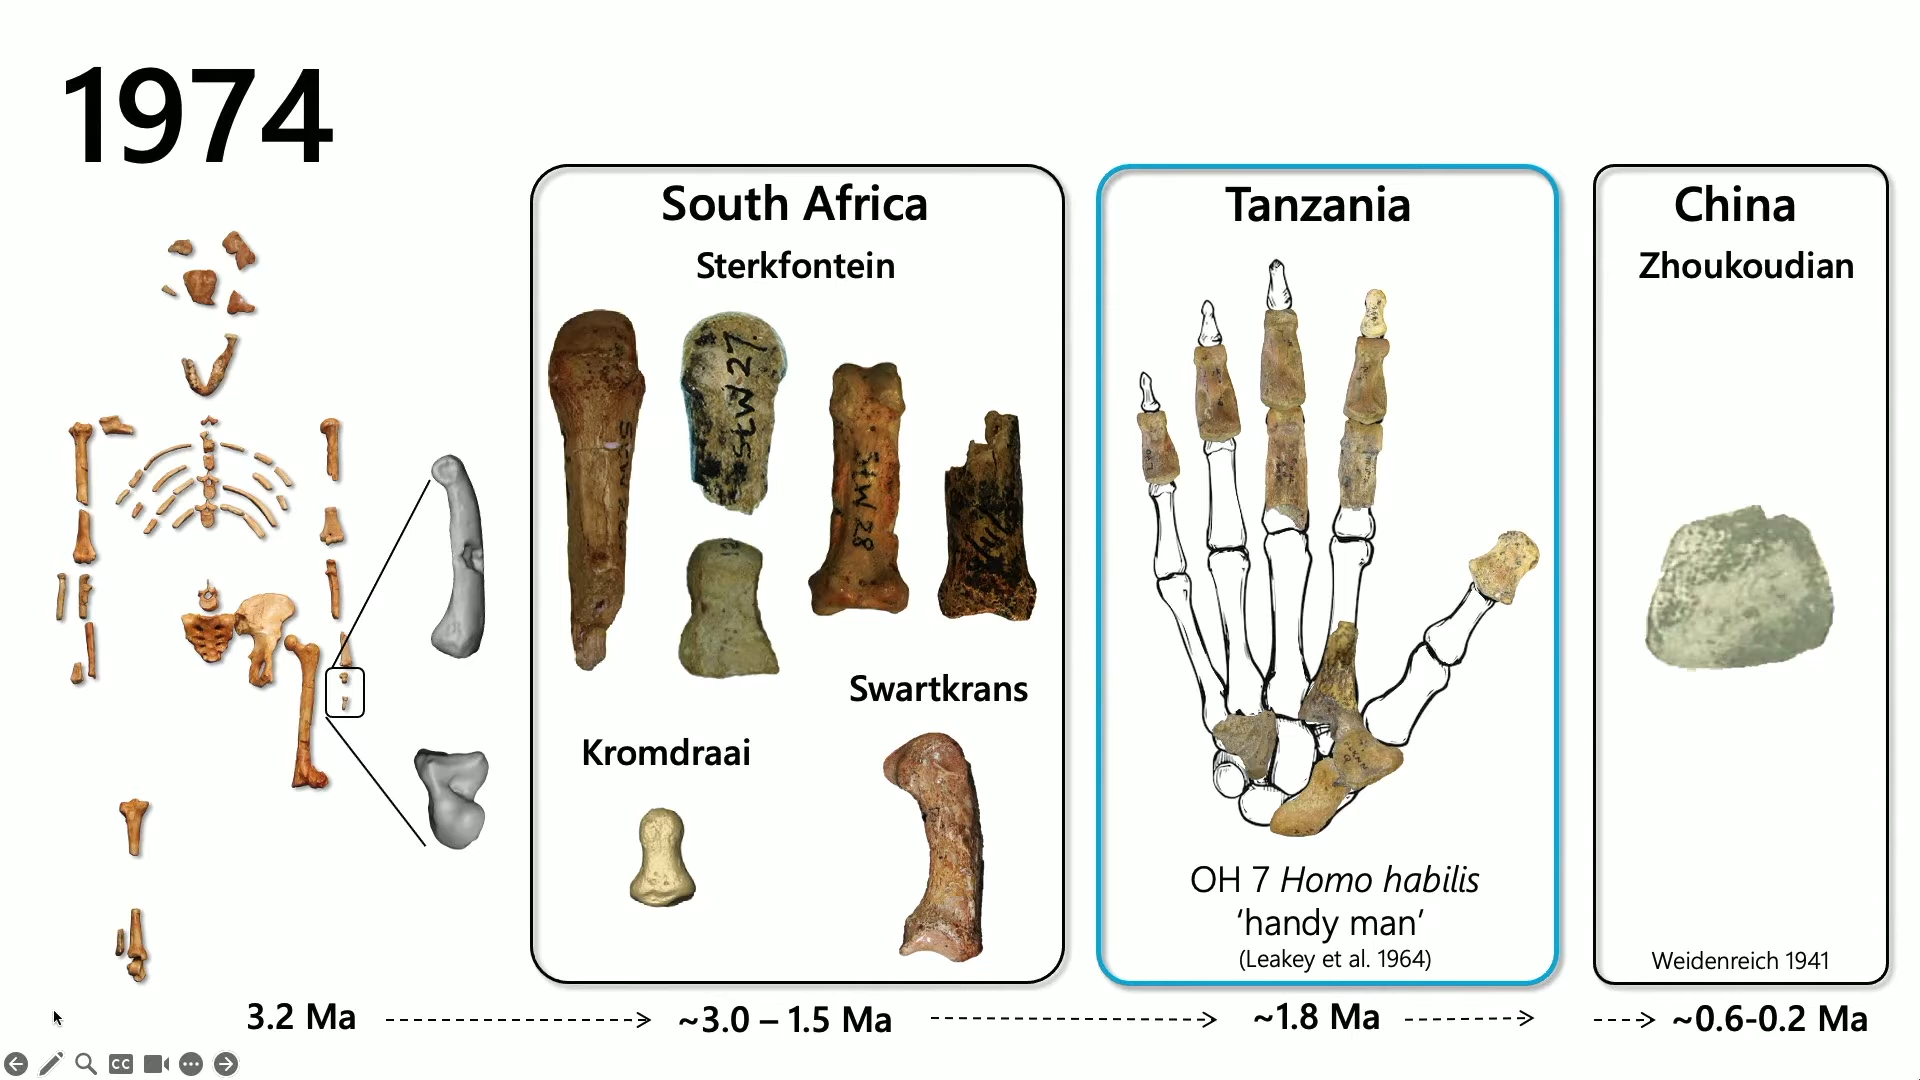 1974
South Africa
Sterkfontein
StW 27
StW 28
Swartkrans
Kromdraai
Tanzania
OH 7 Homo habilis
‘handy man’
(Leakey et al. 1964)
China
Zhoukoudian
Weidenreich 1941
3.2 Ma
~3.0 – 1.5 Ma
~1.8 Ma
~0.6-0.2 Ma
CC